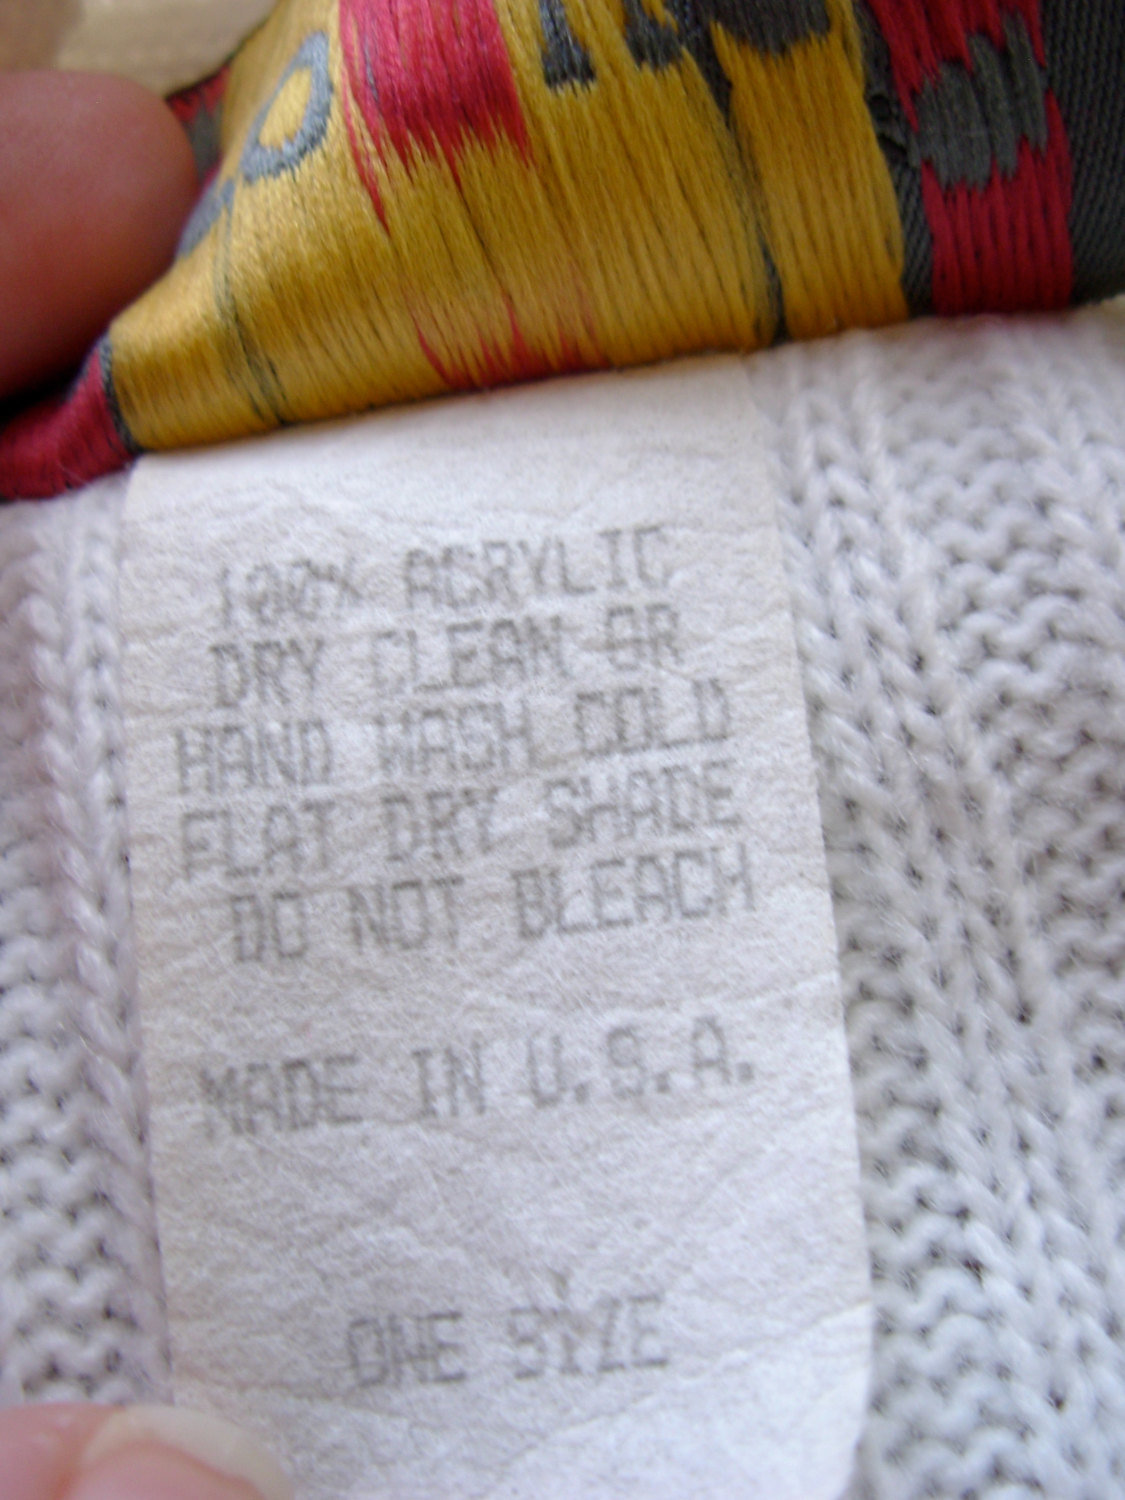 100% ACRYLIC
DRY CLEAN OR
HAND WASH COLD
FLAT DRY SHADE
DO NOT BLEACH
MADE IN U.S.A.
ONE SIZE